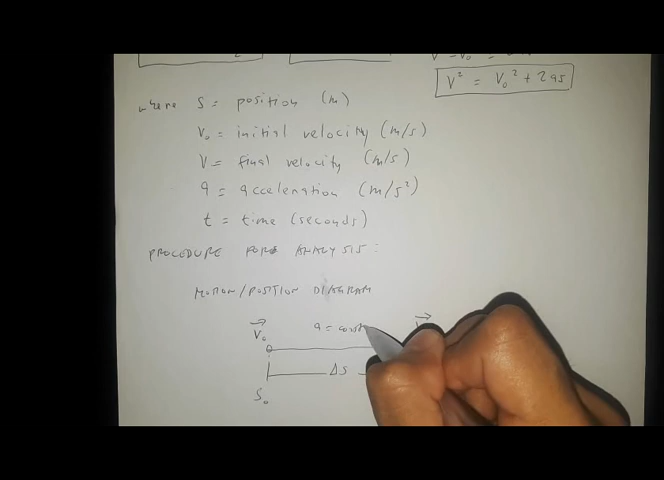 V² = V₀² + 2as
where S = position (m)
V₀ = initial velocity (m/s)
V = final velocity (m/s)
a = acceleration (m/s²)
t = time (seconds)
PROCEDURE FOR ANALYSIS:
MOTION/POSITION DIAGRAM
V₀ a = const V
ΔS
S₀